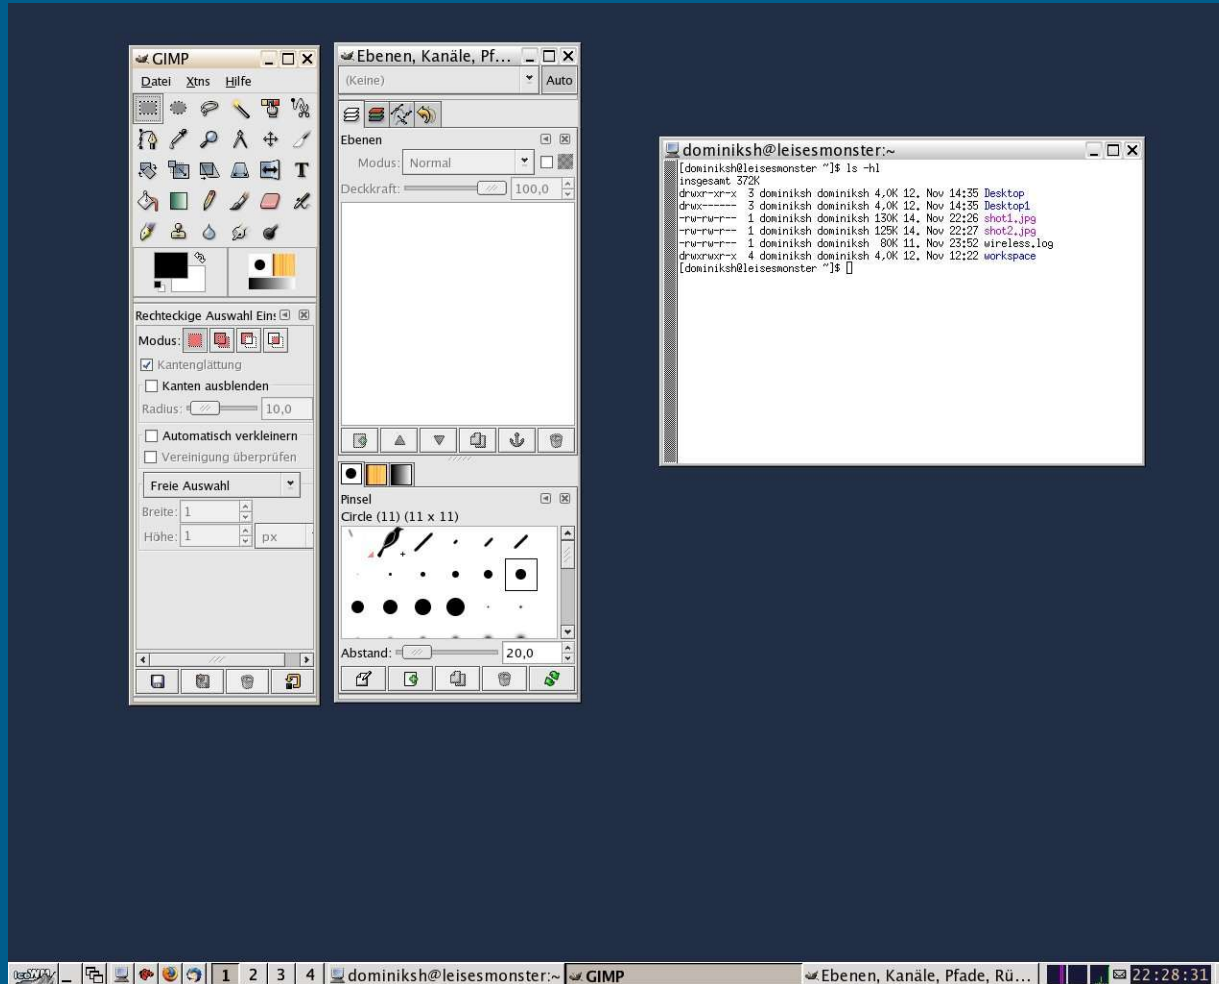 GIMP
Datei Xtns Hilfe
Rechteckige Auswahl Eins
Modus:
Kantenglättung
Kanten ausblenden
Radius: 10,0
Automatisch verkleinern
Vereinigung überprüfen
Freie Auswahl
Breite: 1
Höhe: 1 px
Ebenen, Kanäle, Pf...
(Keine) Auto
Ebenen
Modus: Normal
Deckkraft: 100,0
Pinsel
Circle (11) (11 x 11)
Abstand: 20,0
dominiksh@leisesmonster:~
[dominiksh@leisesmonster ~]$ ls -hl
insgesamt 372K
drwxr-xr-x 3 dominiksh dominiksh 4,0K 12. Nov 14:35 Desktop
drwx------ 3 dominiksh dominiksh 4,0K 12. Nov 14:35 Desktop1
-rw-rw-r-- 1 dominiksh dominiksh 130K 14. Nov 22:26 shot1.jpg
-rw-rw-r-- 1 dominiksh dominiksh 125K 14. Nov 22:27 shot2.jpg
-rw-rw-r-- 1 dominiksh dominiksh 80K 11. Nov 23:52 wireless.log
drwxrwxr-x 4 dominiksh dominiksh 4,0K 12. Nov 12:22 workspace
[dominiksh@leisesmonster ~]$
IceWM 1 2 3 4 dominiksh@leisesmonster:~ GIMP Ebenen, Kanäle, Pfade, Rü... 22:28:31